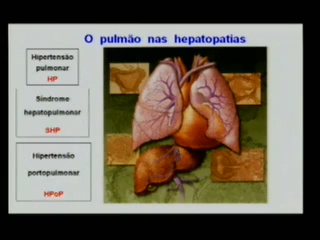 O pulmão nas hepatopatias
Hipertensão
pulmonar
HP
Síndrome
hepatopulmonar
SHP
Hipertensão
portopulmonar
HPoP